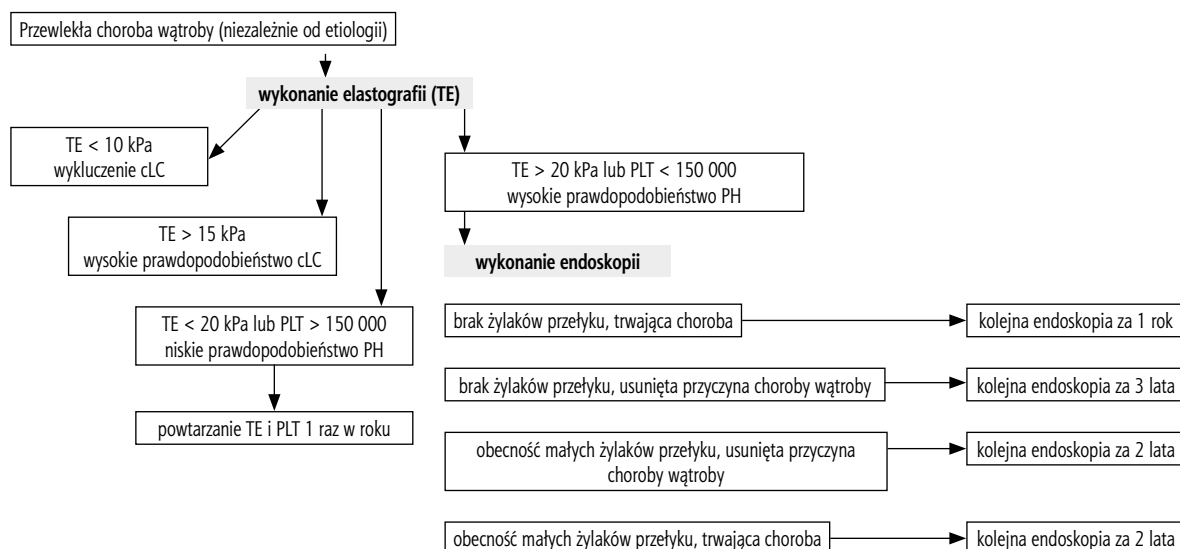 Przewlekła choroba wątroby (niezależnie od etiologii)
wykonanie elastografii (TE)
TE < 10 kPa
wykluczenie cLC
TE > 15 kPa
wysokie prawdopodobieństwo cLC
TE < 20 kPa lub PLT > 150 000
niskie prawdopodobieństwo PH
powtarzanie TE i PLT 1 raz w roku
TE > 20 kPa lub PLT < 150 000
wysokie prawdopodobieństwo PH
wykonanie endoskopii
brak żylaków przełyku, trwająca choroba
kolejna endoskopia za 1 rok
brak żylaków przełyku, usunięta przyczyna choroby wątroby
kolejna endoskopia za 3 lata
obecność małych żylaków przełyku, usunięta przyczyna
choroby wątroby
kolejna endoskopia za 2 lata
obecność małych żylaków przełyku, trwająca choroba
kolejna endoskopia za 2 lata